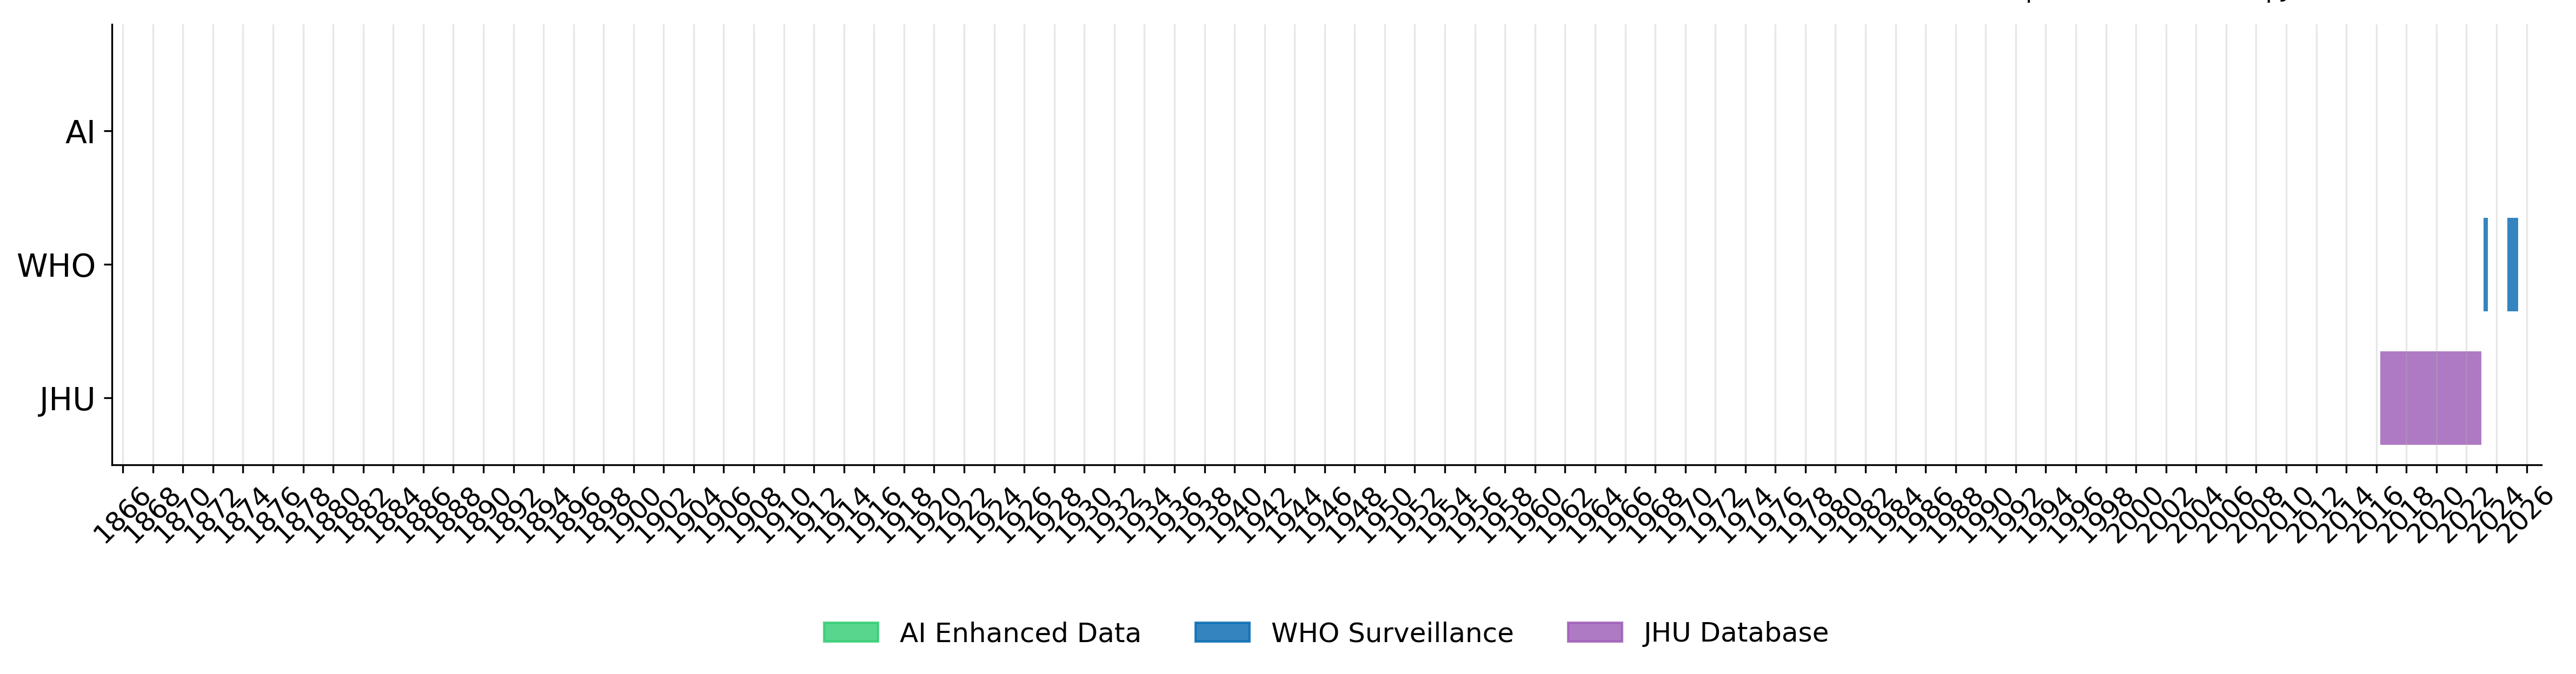 AI
WHO
JHU
1866 1868 1870 1872 1874 1876 1878 1880 1882 1884 1886 1888 1890 1892 1894 1896 1898 1900 1902 1904 1906 1908 1910 1912 1914 1916 1918 1920 1922 1924 1926 1928 1930 1932 1934 1936 1938 1940 1942 1944 1946 1948 1950 1952 1954 1956 1958 1960 1962 1964 1966 1968 1970 1972 1974 1976 1978 1980 1982 1984 1986 1988 1990 1992 1994 1996 1998 2000 2002 2004 2006 2008 2010 2012 2014 2016 2018 2020 2022 2024 2026
AI Enhanced Data WHO Surveillance JHU Database